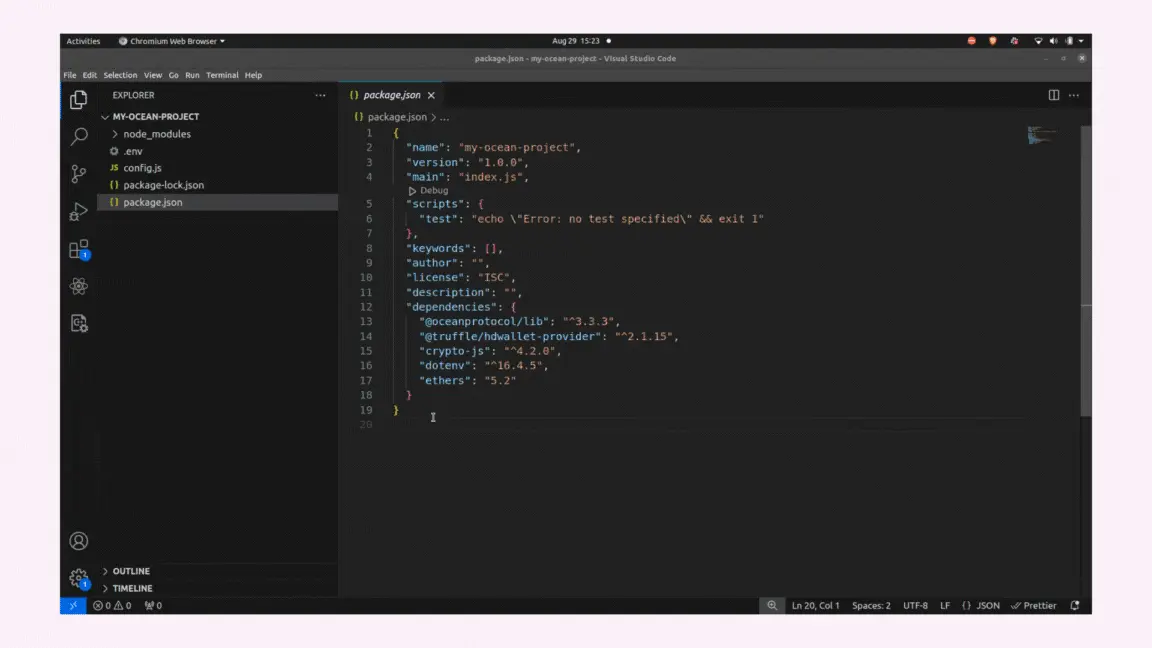 Activities Chromium Web Browser Aug 29 15:23
package.json - my-ocean-project - Visual Studio Code
File Edit Selection View Go Run Terminal Help
EXPLORER
MY-OCEAN-PROJECT
node_modules
.env
JS config.js
{} package-lock.json
{} package.json
1
1
OUTLINE
TIMELINE
{} package.json
{} package.json > ...
1 {
2 "name": "my-ocean-project",
3 "version": "1.0.0",
4 "main": "index.js",
Debug
5 "scripts": {
6 "test": "echo \"Error: no test specified\" && exit 1"
7 },
8 "keywords": [],
9 "author": "",
10 "license": "ISC",
11 "description": "",
12 "dependencies": {
13 "@oceanprotocol/lib": "^3.3.3",
14 "@truffle/hdwallet-provider": "^2.1.15",
15 "crypto-js": "^4.2.0",
16 "dotenv": "^16.4.5",
17 "ethers": "5.2"
18 }
19 }
20
0 0 0 Ln 20, Col 1 Spaces: 2 UTF-8 LF {} JSON Prettier